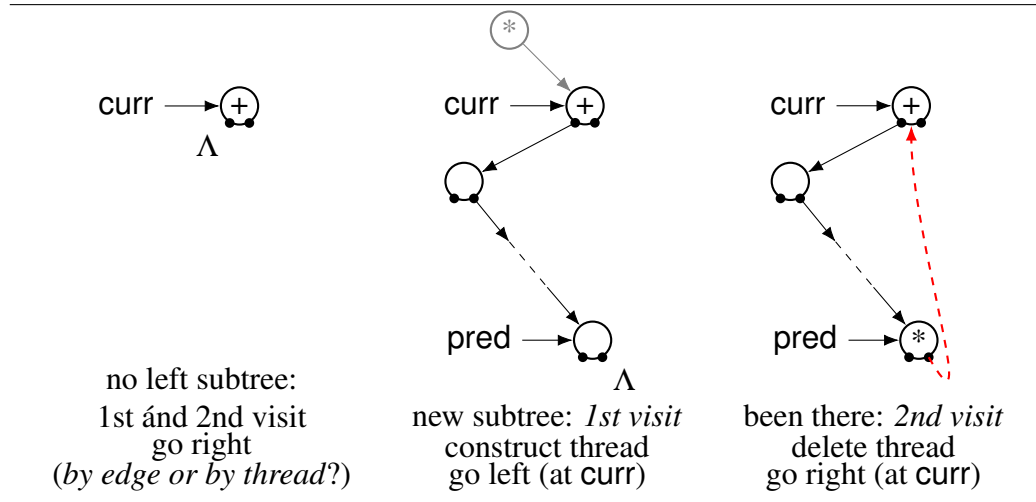 *
curr +
curr +
curr +
Λ
pred
pred *
Λ
no left subtree:
1st ánd 2nd visit
go right
(by edge or by thread?)
new subtree: 1st visit
construct thread
go left (at curr)
been there: 2nd visit
delete thread
go right (at curr)